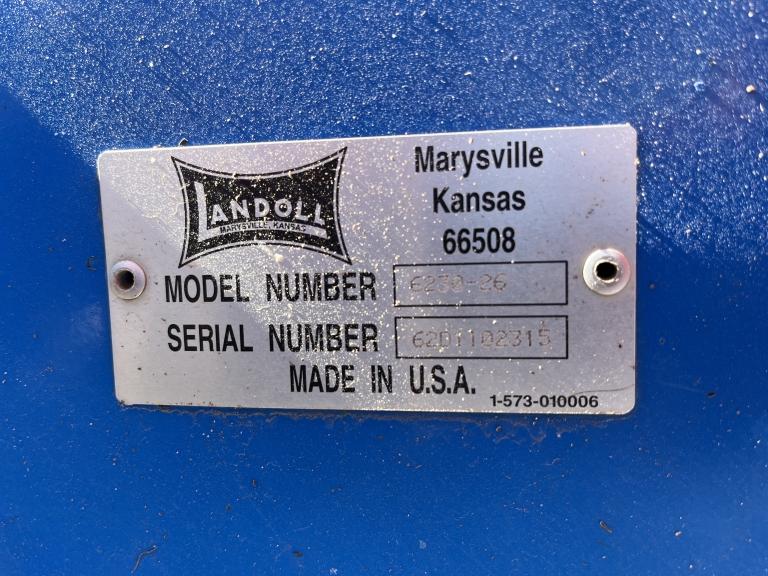 LANDOLL
MARYSVILLE, KANSAS
Marysville
Kansas
66508
MODEL NUMBER 6230-26
SERIAL NUMBER 62D1102315
MADE IN U.S.A.
1-573-010006